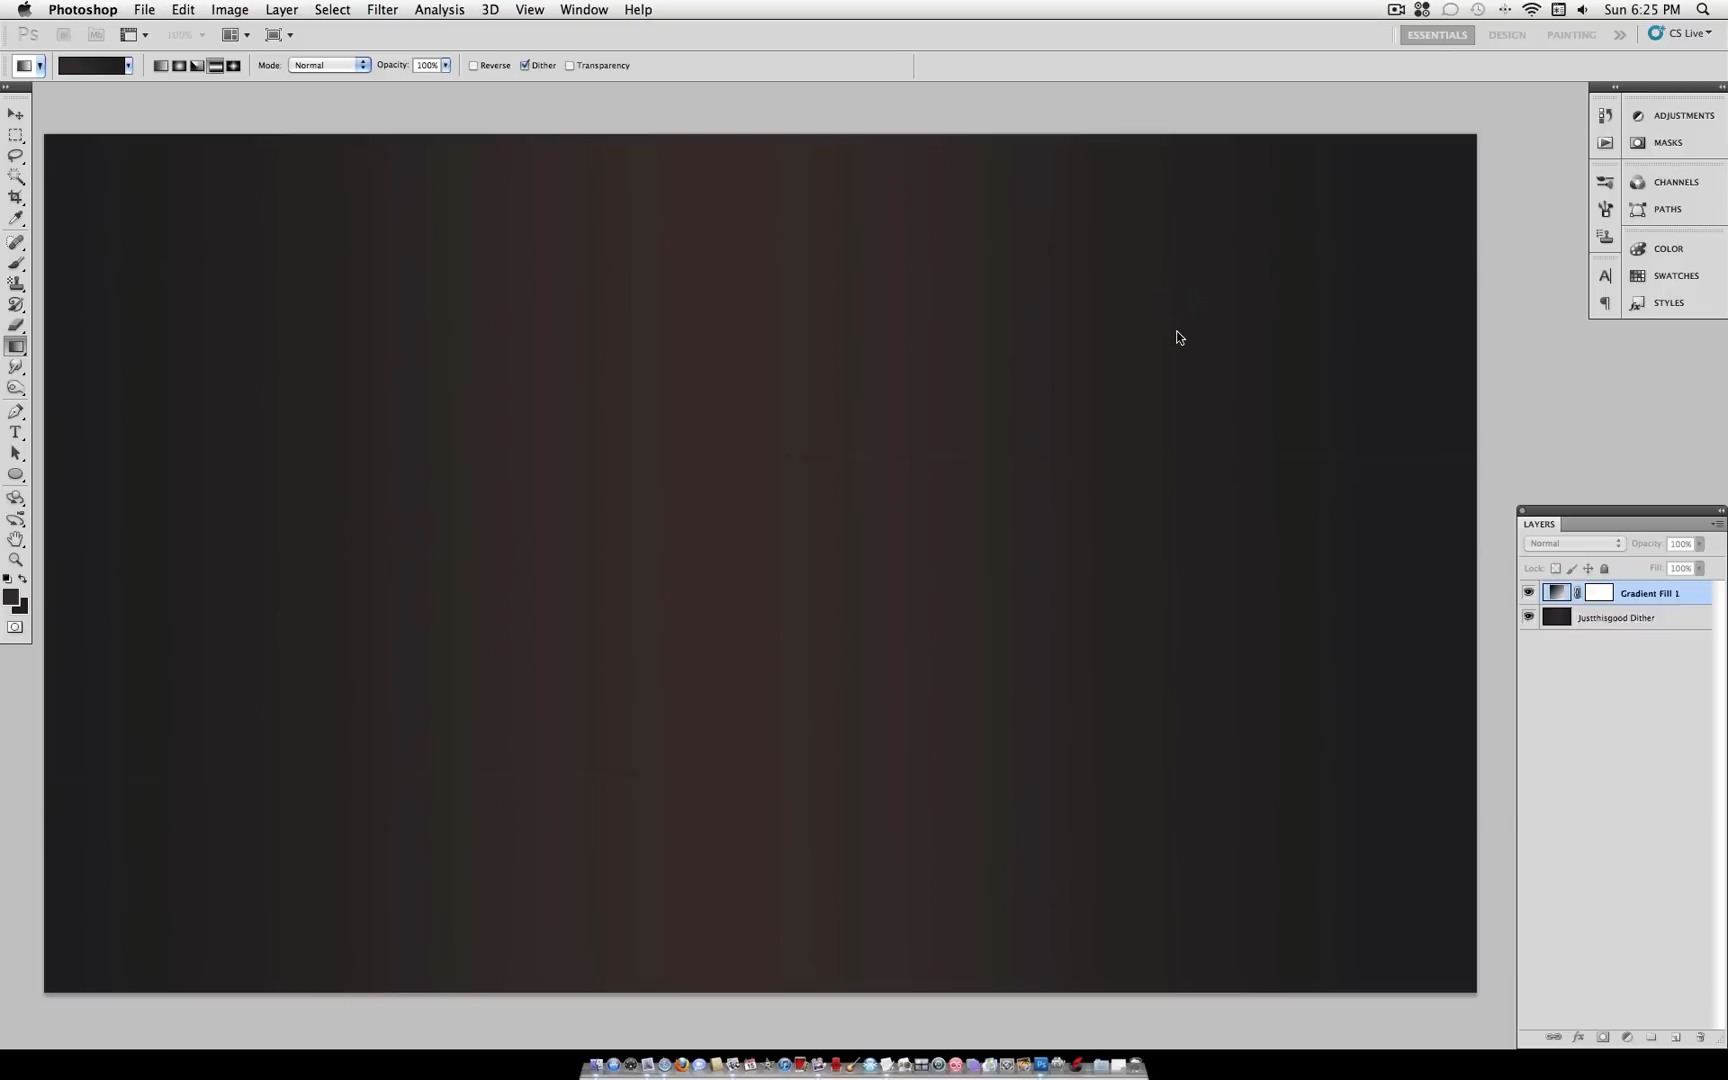 Photoshop File Edit Image Layer Select Filter Analysis 3D View Window Help Sun 6:25 PM
Ps Mb 100% ESSENTIALS DESIGN PAINTING >> CS Live
Mode: Normal Opacity: 100% Reverse Dither Transparency
ADJUSTMENTS
MASKS
CHANNELS
PATHS
COLOR
SWATCHES
STYLES
LAYERS
Normal Opacity: 100%
Lock: Fill: 100%
Gradient Fill 1
Justthisgood Dither